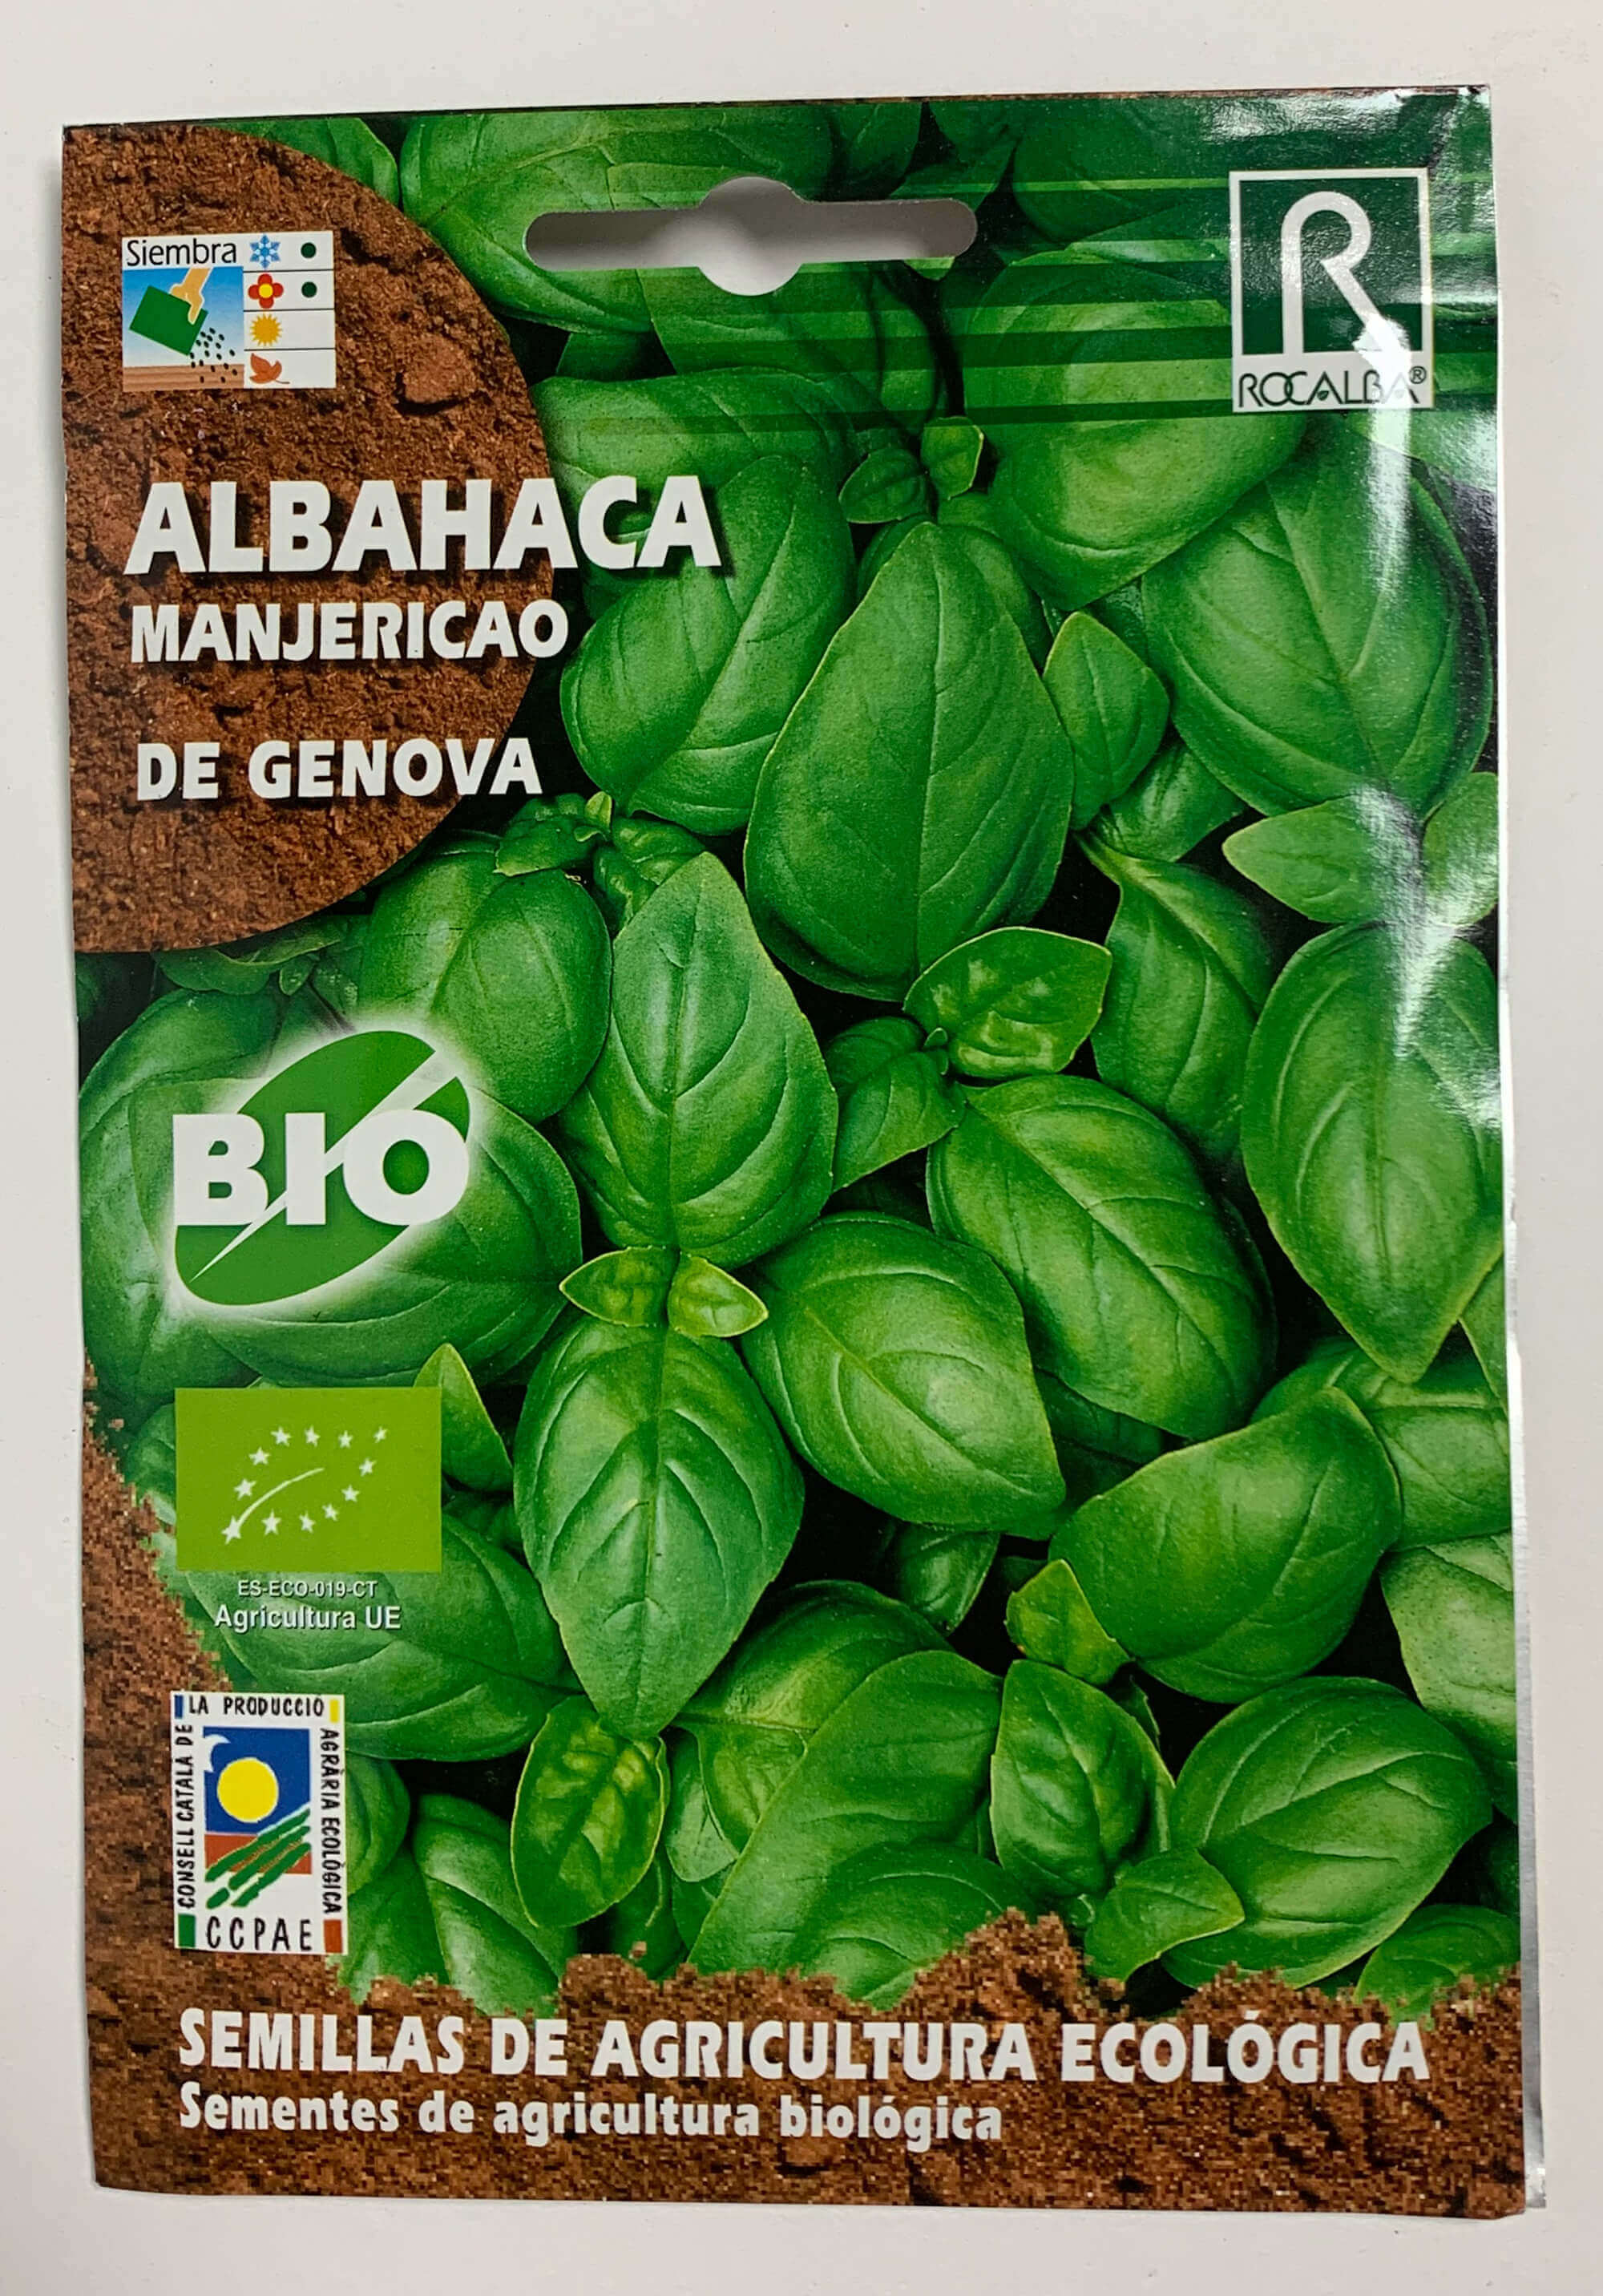 Siembra
R
ROCALBA®
ALBAHACA
MANJERICAO
DE GENOVA
BIO
ES-ECO-019-CT
Agricultura UE
CONSELL CATALÀ DE
LA PRODUCCIO
AGRÀRIA ECOLÒGICA
CCPAE
SEMILLAS DE AGRICULTURA ECOLÓGICA
Sementes de agricultura biológica